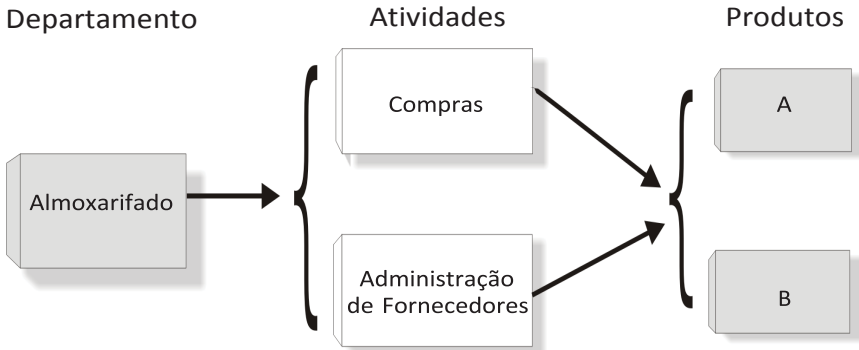 Departamento
Atividades
Produtos
Almoxarifado
Compras
Administração
de Fornecedores
A
B